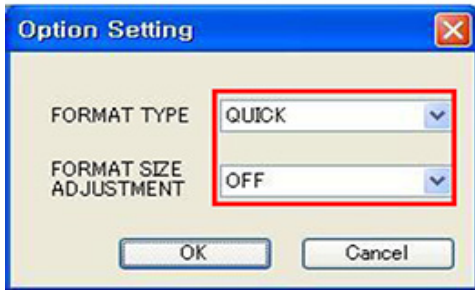 Option Setting
FORMAT TYPE
QUICK
FORMAT SIZE
ADJUSTMENT
OFF
OK
Cancel